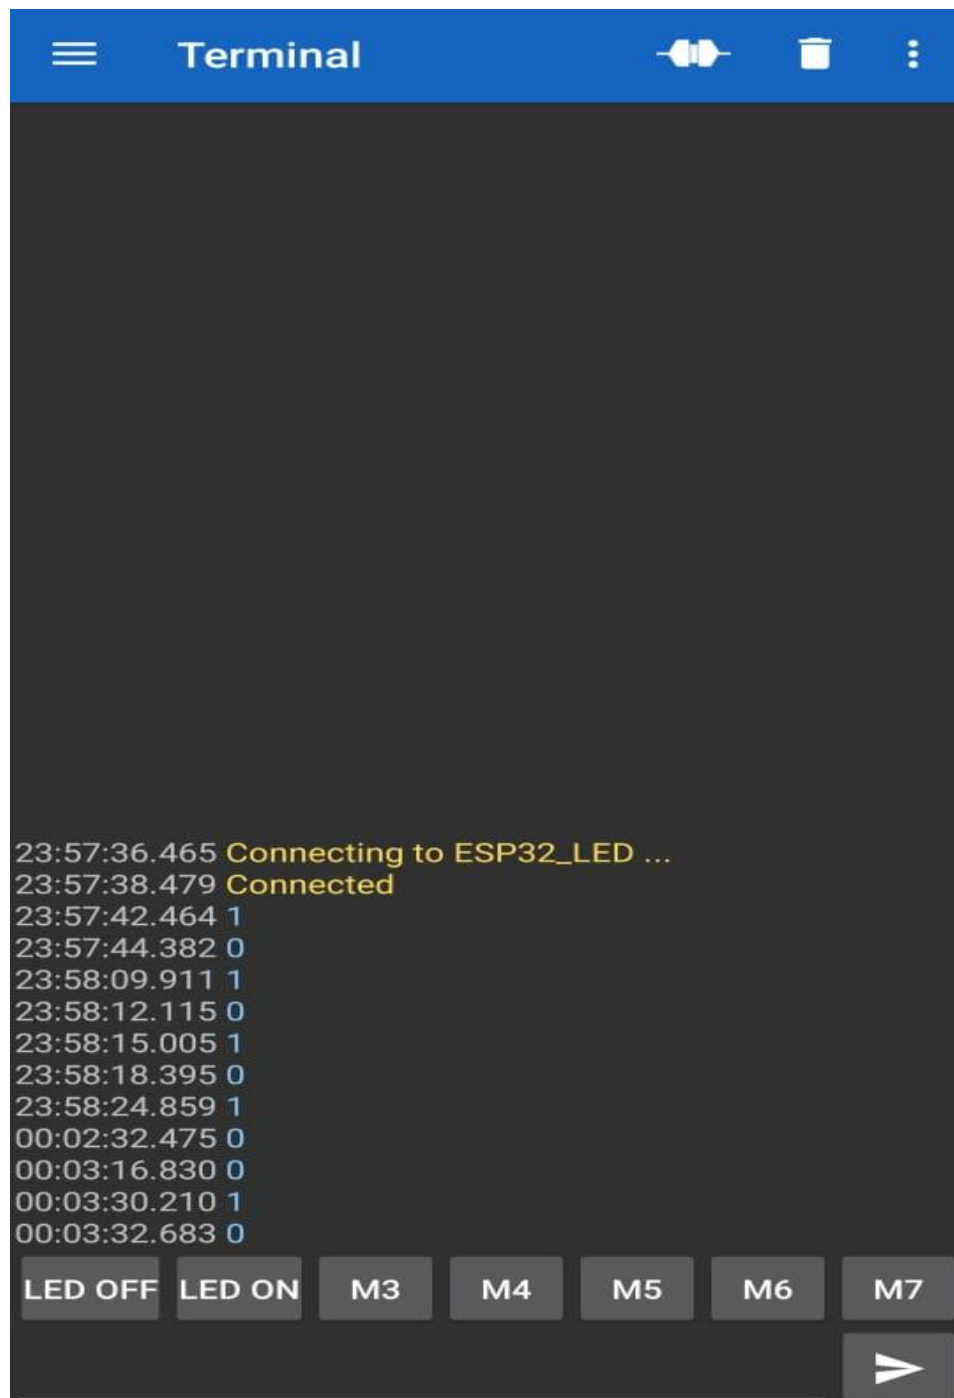 Terminal
23:57:36.465 Connecting to ESP32_LED ...
23:57:38.479 Connected
23:57:42.464 1
23:57:44.382 0
23:58:09.911 1
23:58:12.115 0
23:58:15.005 1
23:58:18.395 0
23:58:24.859 1
00:02:32.475 0
00:03:16.830 0
00:03:30.210 1
00:03:32.683 0
LED OFF LED ON M3 M4 M5 M6 M7